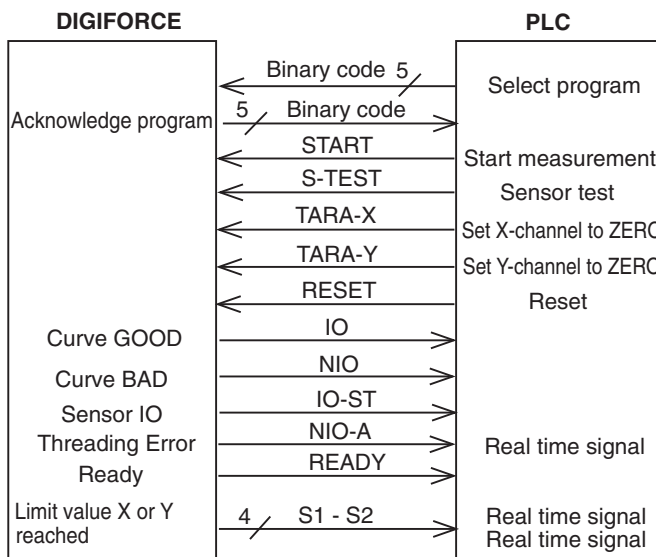 DIGIFORCE PLC
Binary code 5 Select program
Acknowledge program 5 Binary code
START Start measurement
S-TEST Sensor test
TARA-X Set X-channel to ZERO
TARA-Y Set Y-channel to ZERO
RESET Reset
Curve GOOD IO
Curve BAD NIO
Sensor IO IO-ST
Threading Error NIO-A Real time signal
Ready READY
Limit value X or Y
reached 4 S1 - S2 Real time signal
Real time signal